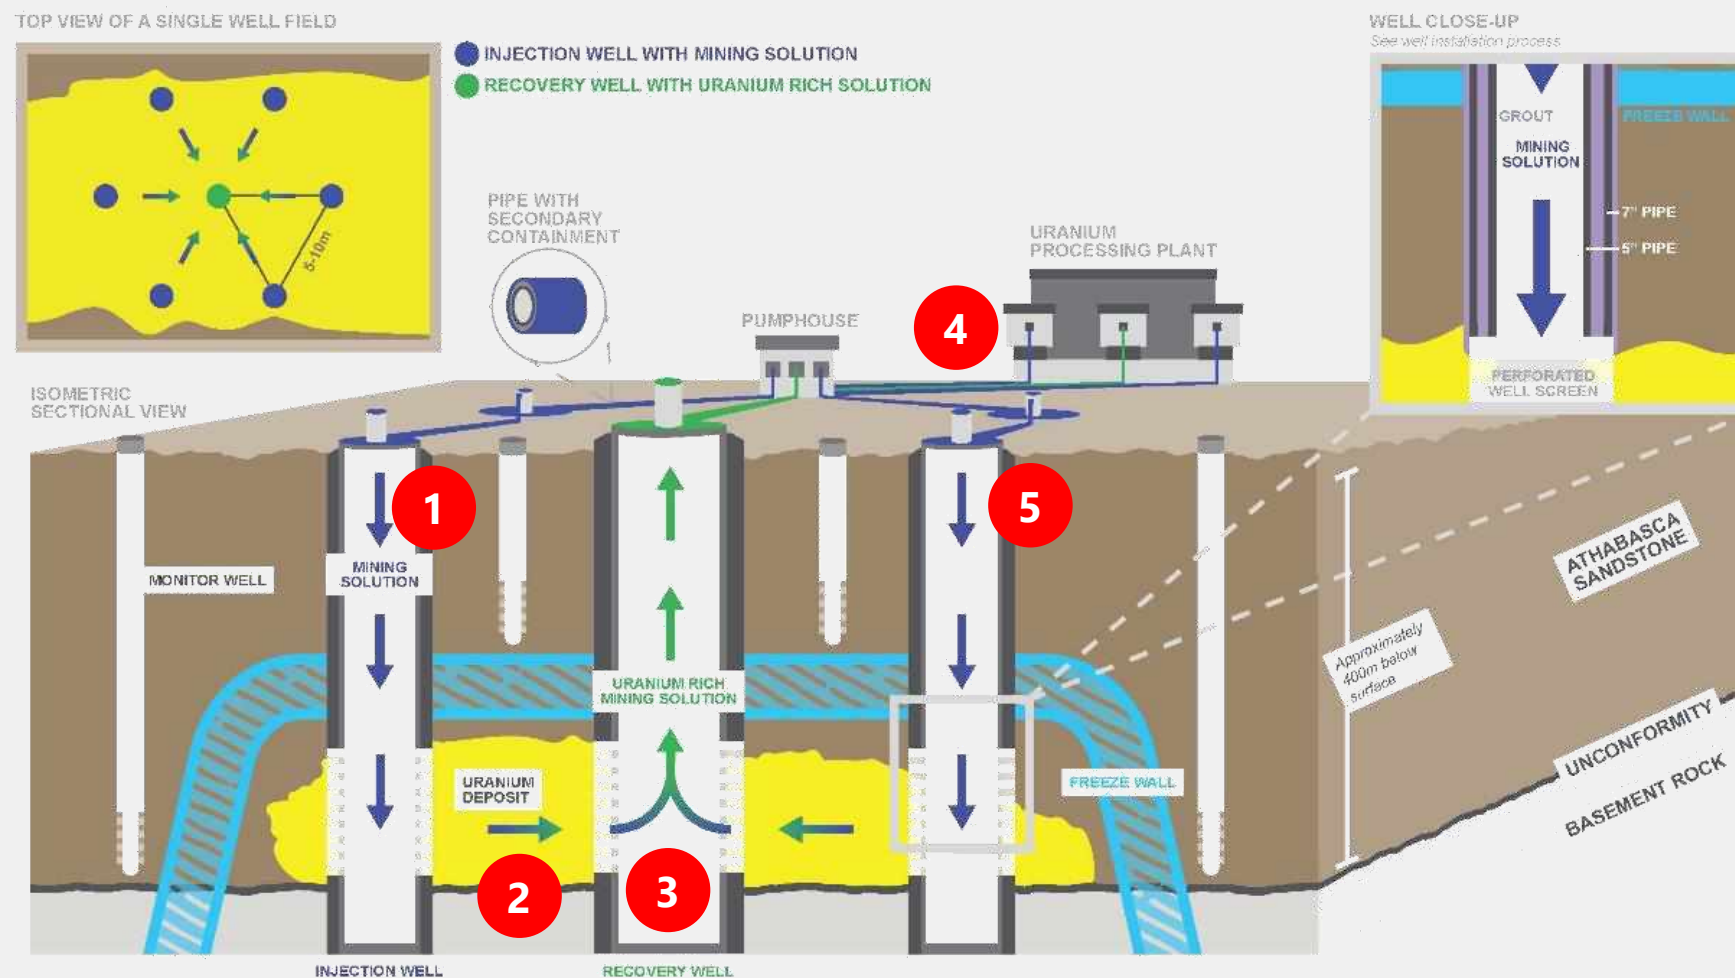 TOP VIEW OF A SINGLE WELL FIELD
INJECTION WELL WITH MINING SOLUTION
RECOVERY WELL WITH URANIUM RICH SOLUTION
5-10m
WELL CLOSE-UP
See well installation process
GROUT
FREEZE WALL
MINING
SOLUTION
7" PIPE
5" PIPE
PERFORATED
WELL SCREEN
PIPE WITH
SECONDARY
CONTAINMENT
PUMPHOUSE
URANIUM
PROCESSING PLANT
4
ISOMETRIC
SECTIONAL VIEW
1
5
MONITOR WELL
MINING
SOLUTION
URANIUM RICH
MINING SOLUTION
URANIUM
DEPOSIT
FREEZE WALL
2
3
ATHABASCA
SANDSTONE
Approximately
400m below
surface
UNCONFORMITY
BASEMENT ROCK
INJECTION WELL
RECOVERY WELL